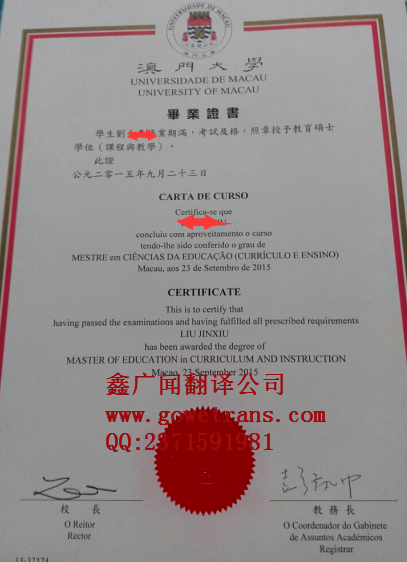 UNIVERSIDADE DE MACAU
澳門大學
UNIVERSIDADE DE MACAU
UNIVERSITY OF MACAU
畢業證書
學生劉業期滿，考試及格，照章授予教育碩士
學位（課程與教學）。
此證
公元二零一五年九月二十三日
CARTA DE CURSO
Certifica-se que
concluiu com aproveitamento o curso
tendo-lhe sido conferido o grau de
MESTRE em CIÊNCIAS DA EDUCAÇÃO (CURRÍCULO E ENSINO)
Macau, aos 23 de Setembro de 2015
CERTIFICATE
This is to certify that
having passed the examinations and having fulfilled all prescribed requirements
LIU JINXIU
has been awarded the degree of
MASTER OF EDUCATION in CURRICULUM AND INSTRUCTION
Macao, 23 September 2015
鑫广闻翻译公司
www.gowetrans.com
QQ:2371591981
校 長
O Reitor
Rector
教務長
O Coordenador do Gabinete
de Assuntos Académicos
Registrar
15-32374